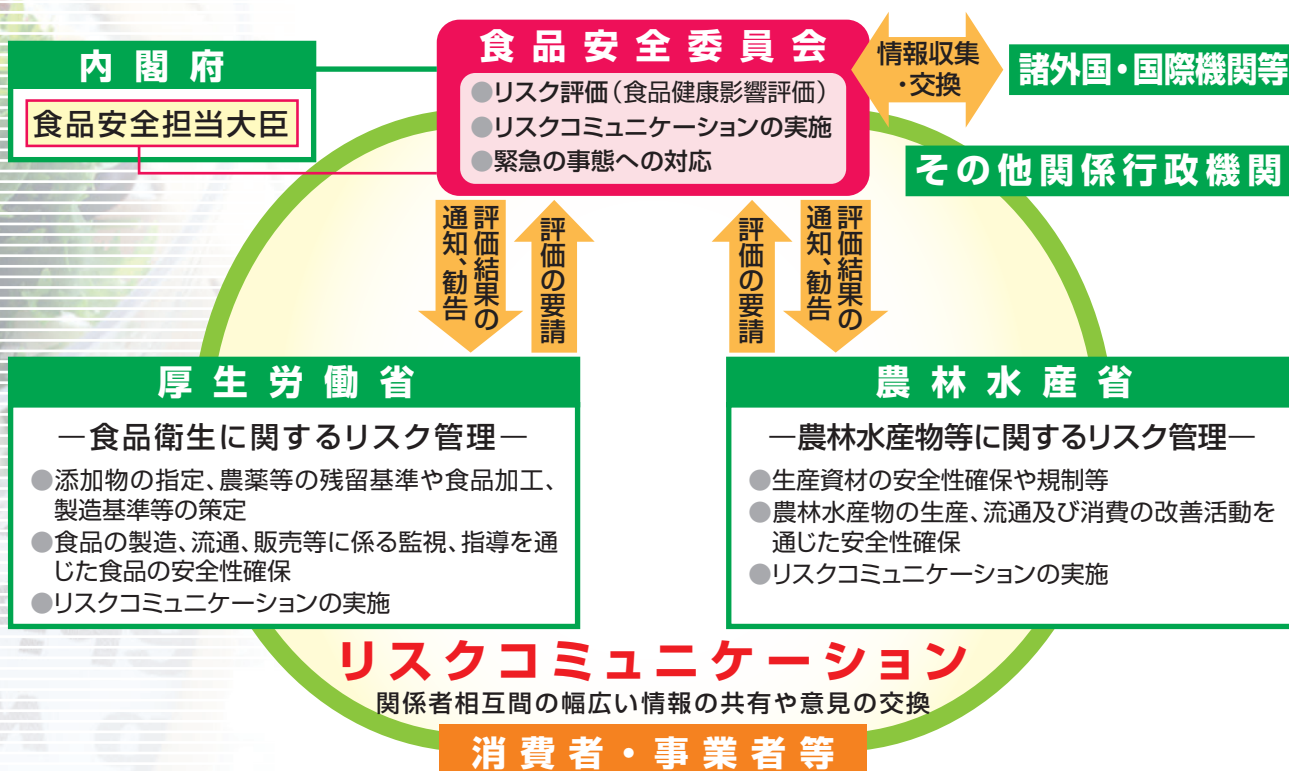 内閣府
食品安全担当大臣
食品安全委員会
●リスク評価(食品健康影響評価)
●リスクコミュニケーションの実施
●緊急の事態への対応
情報収集
・交換
諸外国・国際機関等
その他関係行政機関
評価結果の
通知、勧告
評価の要請
評価の要請
評価結果の
通知、勧告
厚生労働省
―食品衛生に関するリスク管理―
●添加物の指定、農薬等の残留基準や食品加工、
製造基準等の策定
●食品の製造、流通、販売等に係る監視、指導を通
じた食品の安全性確保
●リスクコミュニケーションの実施
農林水産省
―農林水産物等に関するリスク管理―
●生産資材の安全性確保や規制等
●農林水産物の生産、流通及び消費の改善活動を
通じた安全性確保
●リスクコミュニケーションの実施
リスクコミュニケーション
関係者相互間の幅広い情報の共有や意見の交換
消費者・事業者等